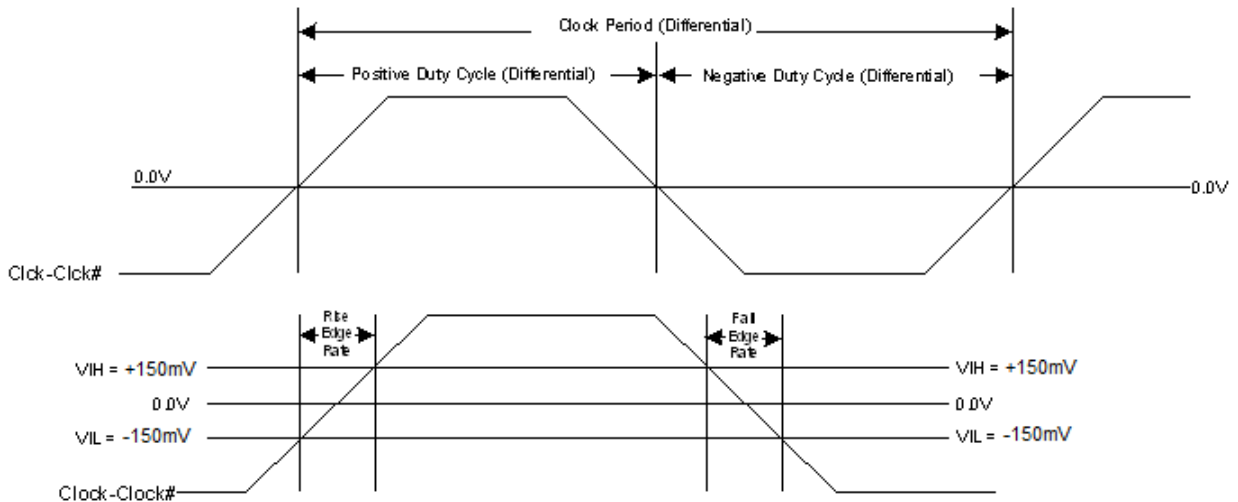 Clock Period (Differential)
Positive Duty Cycle (Differential)
Negative Duty Cycle (Differential)
0.0V
0.0V
Clck-Clck#
Rise
Edge
Rate
Fall
Edge
Rate
VIH = +150mV
VIH = +150mV
0.0V
0.0V
VIL = -150mV
VIL = -150mV
Clock-Clock#